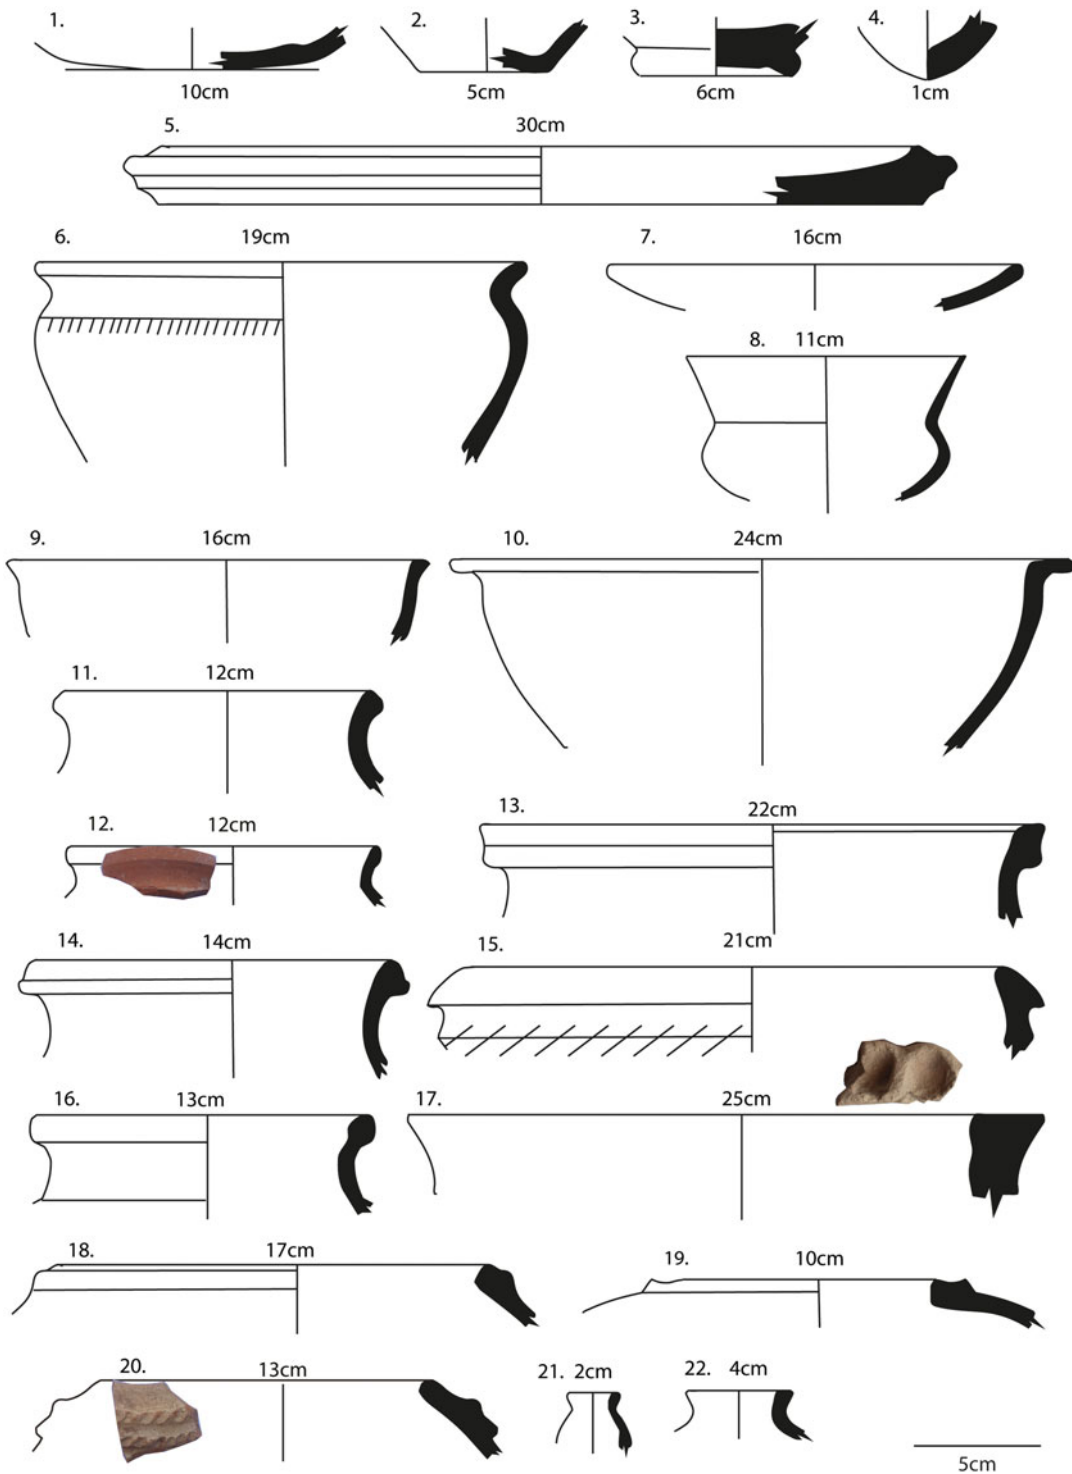 1. 2. 3. 4.
10cm 5cm 6cm 1cm
5. 30cm
6. 19cm 7. 16cm
8. 11cm
9. 16cm 10. 24cm
11. 12cm
12. 12cm 13. 22cm
14. 14cm 15. 21cm
16. 13cm 17. 25cm
18. 17cm 19. 10cm
20. 13cm 21. 2cm 22. 4cm
5cm